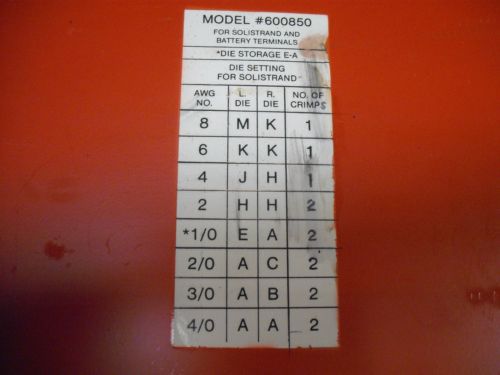 MODEL #600850
FOR SOLISTRAND AND
BATTERY TERMINALS
*DIE STORAGE E-A
DIE SETTING
FOR SOLISTRAND
AWG NO. L. DIE R. DIE NO. OF CRIMPS
8 M K 1
6 K K 1
4 J H 1
2 H H 2
*1/0 E A 2
2/0 A C 2
3/0 A B 2
4/0 A A 2